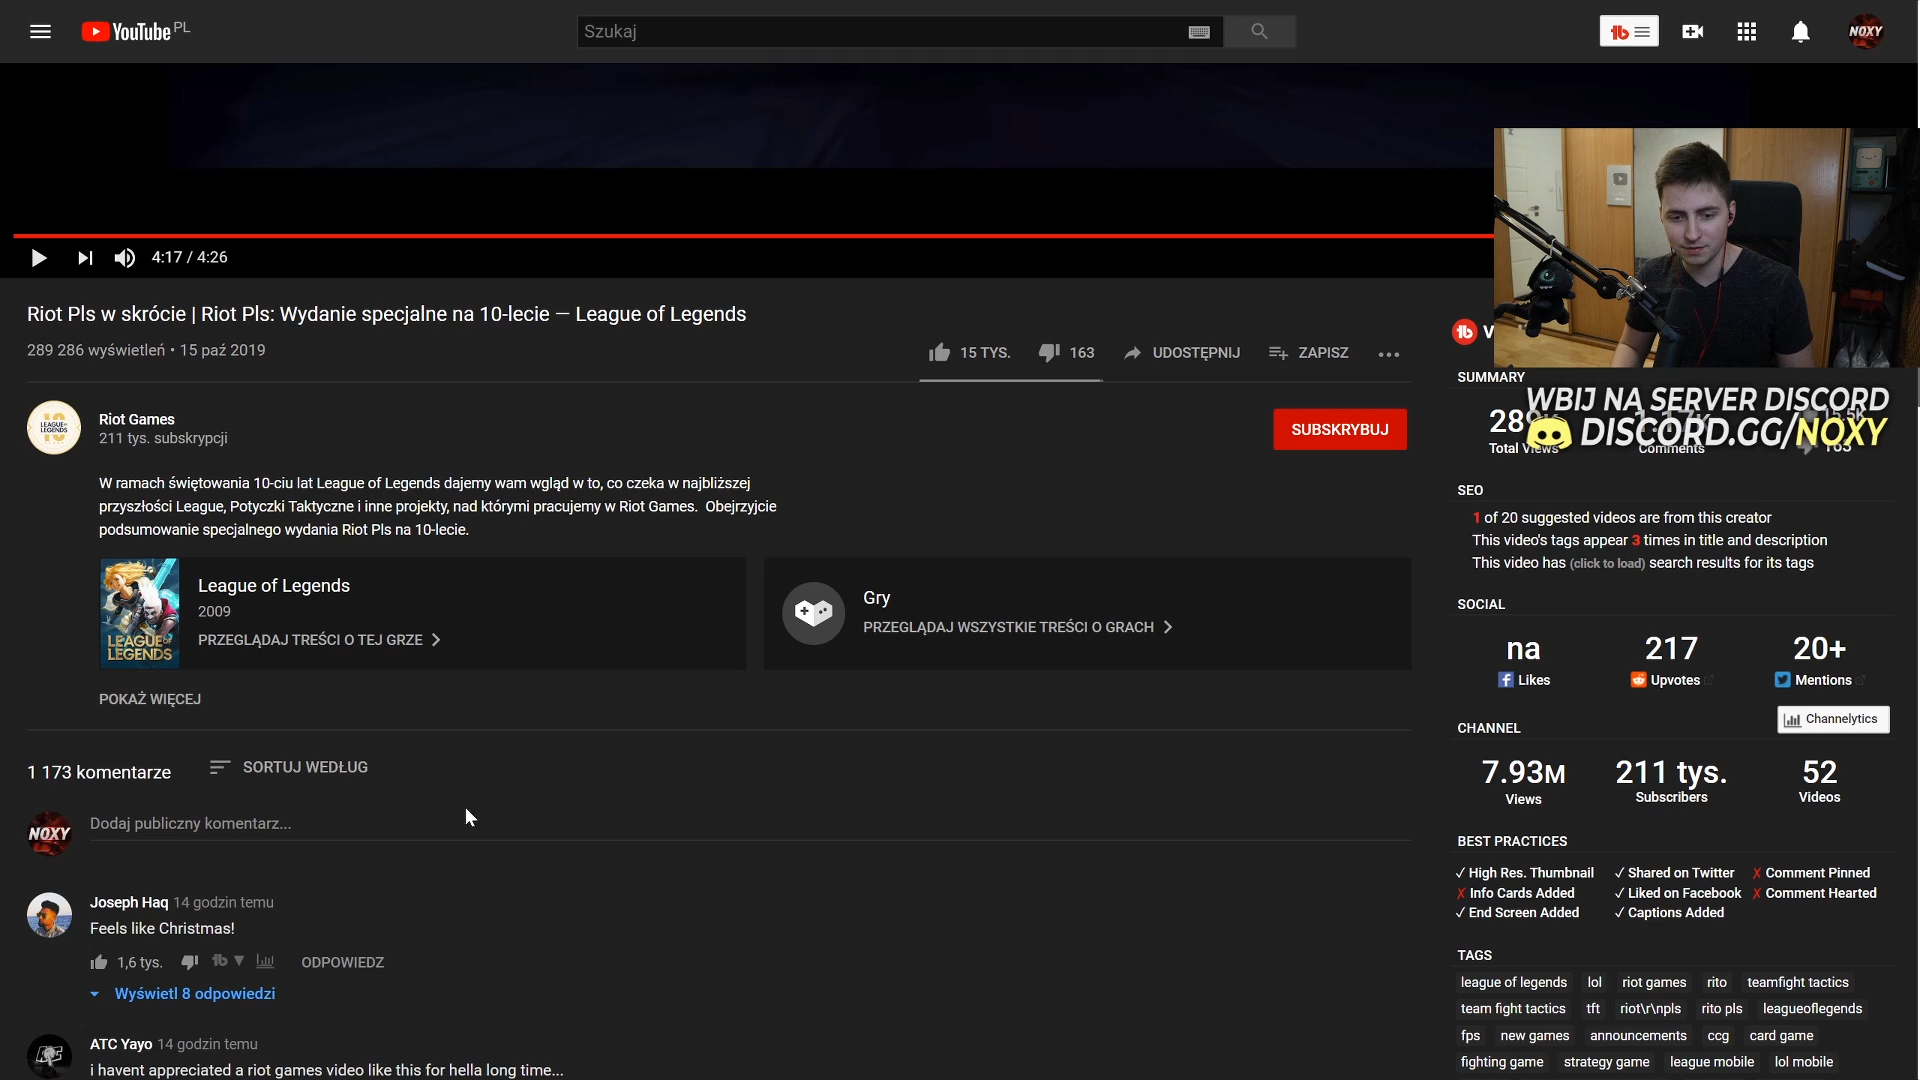 YouTube PL
Szukaj
NOXY
4:17 / 4:26
Riot Pls w skrócie | Riot Pls: Wydanie specjalne na 10-lecie — League of Legends
289 286 wyświetleń • 15 paź 2019
15 TYS.
163
UDOSTĘPNIJ
ZAPISZ
Riot Games
211 tys. subskrypcji
SUBSKRYBUJ
W ramach świętowania 10-ciu lat League of Legends dajemy wam wgląd w to, co czeka w najbliższej
przyszłości League, Potyczki Taktyczne i inne projekty, nad którymi pracujemy w Riot Games. Obejrzyjcie
podsumowanie specjalnego wydania Riot Pls na 10-lecie.
League of Legends
2009
PRZEGLĄDAJ TREŚCI O TEJ GRZE
LEAGUE OF
LEGENDS
Gry
PRZEGLĄDAJ WSZYSTKIE TREŚCI O GRACH
POKAŻ WIĘCEJ
1 173 komentarze
SORTUJ WEDŁUG
NOXY
Dodaj publiczny komentarz...
Joseph Haq 14 godzin temu
Feels like Christmas!
1,6 tys.
ODPOWIEDZ
Wyświetl 8 odpowiedzi
ATC Yayo 14 godzin temu
i havent appreciated a riot games video like this for hella long time...
SUMMARY
WBIJ NA SERVER DISCORD
DISCORD.GG/NOXY
Total Views
Comments
163
SEO
1 of 20 suggested videos are from this creator
This video's tags appear 3 times in title and description
This video has (click to load) search results for its tags
SOCIAL
na
Likes
217
Upvotes
20+
Mentions
CHANNEL
Channelytics
7.93M
Views
211 tys.
Subscribers
52
Videos
BEST PRACTICES
✓ High Res. Thumbnail ✓ Shared on Twitter ✗ Comment Pinned
✗ Info Cards Added ✓ Liked on Facebook ✗ Comment Hearted
✓ End Screen Added ✓ Captions Added
TAGS
league of legends lol riot games rito teamfight tactics
team fight tactics tft riot\r\npls rito pls leagueoflegends
fps new games announcements ccg card game
fighting game strategy game league mobile lol mobile